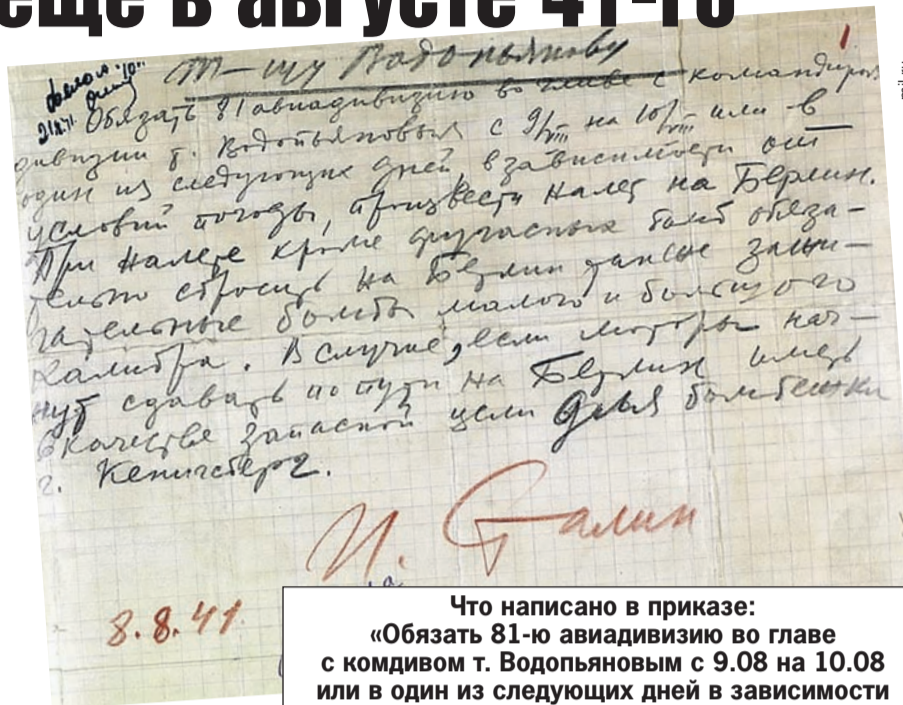 еще в августе 41-го
1
Т-щу Водопьянову
Обязать 81 авиадивизию во главе с командиром
дивизии т. Водопьяновым с 9/VIII на 10/VIII или в
один из следующих дней, в зависимости от
условий погоды, произвести налет на Берлин.
При налете кроме фугасных бомб обяза-
тельно сбросить на Берлин также зажи-
гательные бомбы малого и большого
калибра. В случае, если моторы нач-
нут сдавать по пути на Берлин иметь
в качестве запасной цели для бомбежки
г. Кенигсберг.
И. Сталин
8.8.41
Что написано в приказе:
«Обязать 81-ю авиадивизию во главе
с комдивом т. Водопьяновым с 9.08 на 10.08
или в один из следующих дней в зависимости